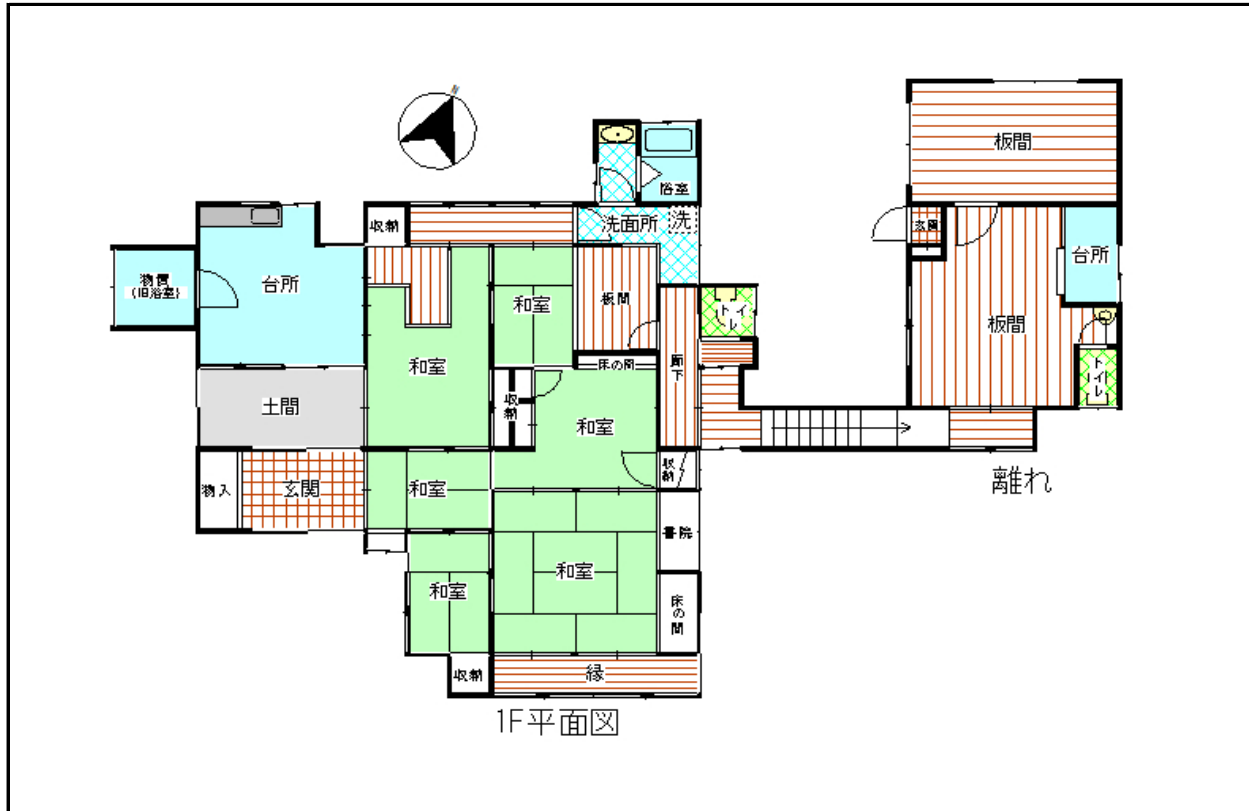 N
板間
浴室
収納
洗面所
洗
玄関
台所
物置
(旧浴室)
台所
和室
板間
トイレ
板間
和室
床の間
廊下
トイレ
土間
収納
和室
物入
玄関
和室
収納
離れ
書院
和室
和室
床の間
収納
縁
1F平面図